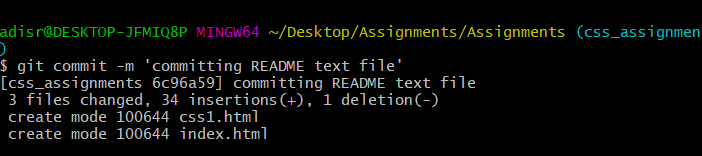 adisr@DESKTOP-JFMIQ8P MINGW64 ~/Desktop/Assignments/Assignments (css_assignmen
)
$ git commit -m 'committing README text file'
[css_assignments 6c96a59] committing README text file
 3 files changed, 34 insertions(+), 1 deletion(-)
 create mode 100644 css1.html
 create mode 100644 index.html